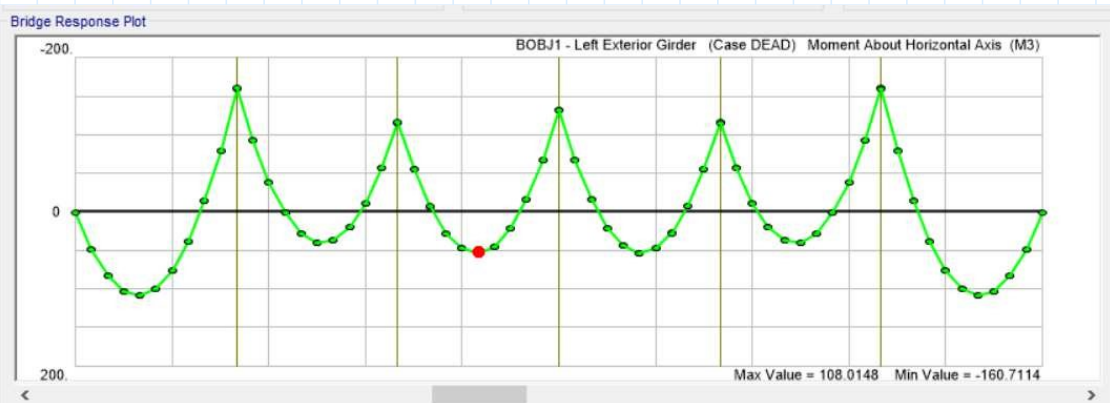 Bridge Response Plot
-200. BOBJ1 - Left Exterior Girder (Case DEAD) Moment About Horizontal Axis (M3)
0
200. Max Value = 108.0148 Min Value = -160.7114